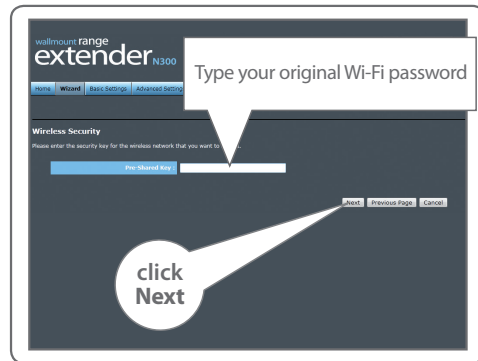 wallmount range
extender N300
Type your original Wi-Fi password
Home Wizard Basic Settings Advanced Setting
Wireless Security
Please enter the security key for the wireless network that you want to
Pre-Shared Key :
Next Previous Page Cancel
click
Next